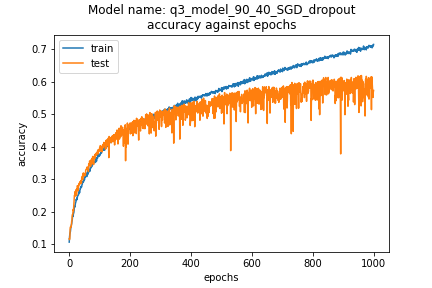 Model name: q3_model_90_40_SGD_dropout
accuracy against epochs
train
test
0.7
0.6
0.5
0.4
0.3
0.2
0.1
accuracy
0 200 400 600 800 1000
epochs